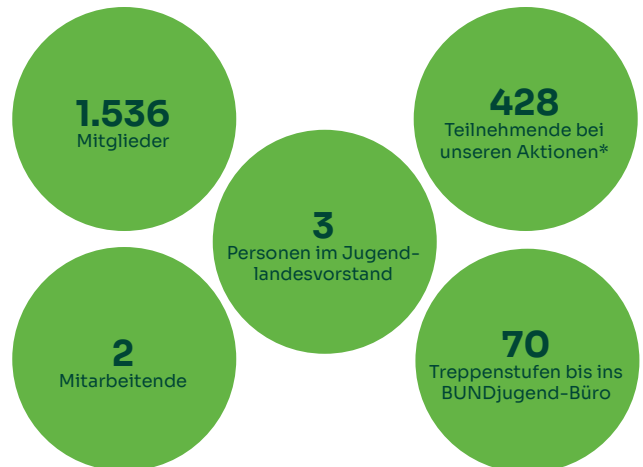 1.536
Mitglieder
428
Teilnehmende bei
unseren Aktionen*
3
Personen im Jugend-
landesvorstand
2
Mitarbeitende
70
Treppenstufen bis ins
BUNDjugend-Büro